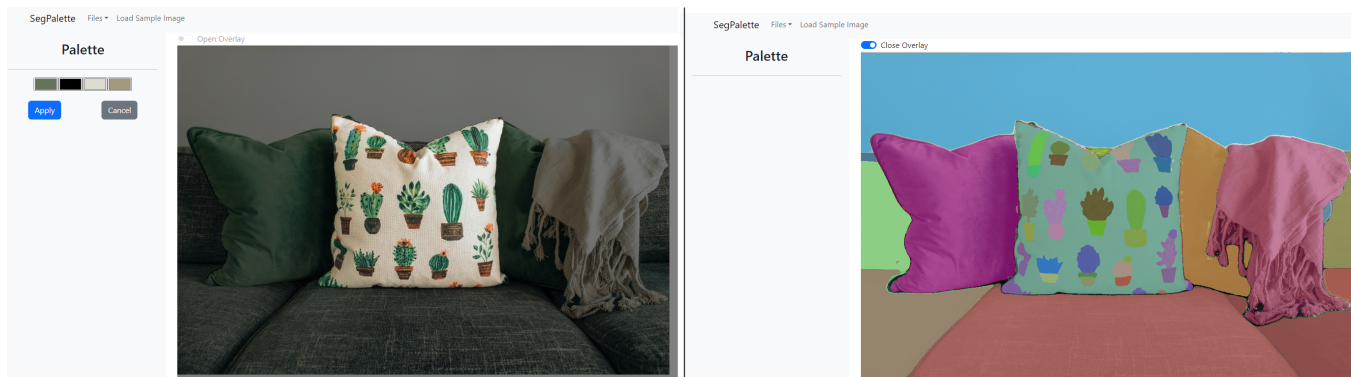 SegPalette Files Load Sample Image
Palette
Open Overlay
Apply Cancel
SegPalette Files Load Sample Image
Palette
Close Overlay